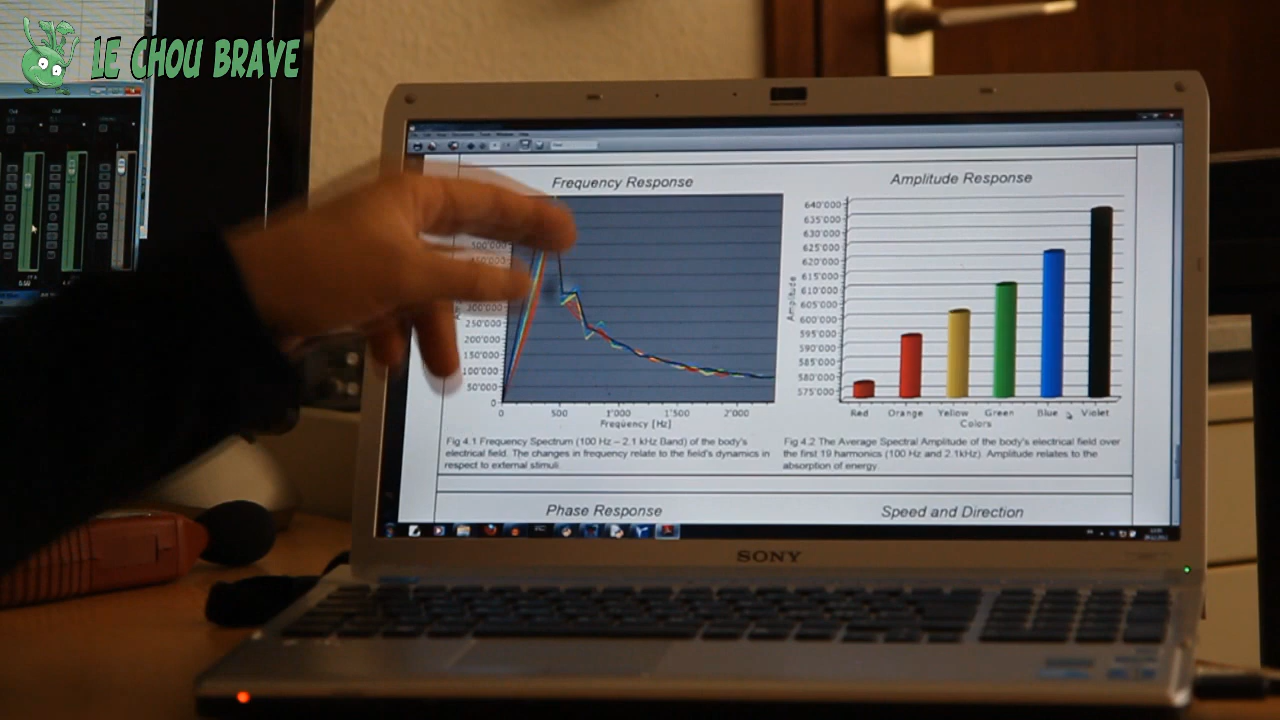 LE CHOU BRAVE
Frequency Response
Amplitude Response
500'000
300'000
250'000
200'000
150'000
100'000
50'000
0
0 500 1'000 1'500 2'000
Frequency [Hz]
640'000
635'000
630'000
625'000
620'000
615'000
610'000
605'000
600'000
595'000
590'000
585'000
580'000
575'000
Amplitude
Red Orange Yellow Green Blue Violet
Colors
Fig 4.1 Frequency Spectrum (100 Hz – 2.1 kHz Band) of the body's
electrical field. The changes in frequency relate to the field's dynamics in
respect to external stimuli.
Fig 4.2 The Average Spectral Amplitude of the body's electrical field over
the first 19 harmonics (100 Hz and 2.1kHz). Amplitude relates to the
absorption of energy
Phase Response
Speed and Direction
SONY